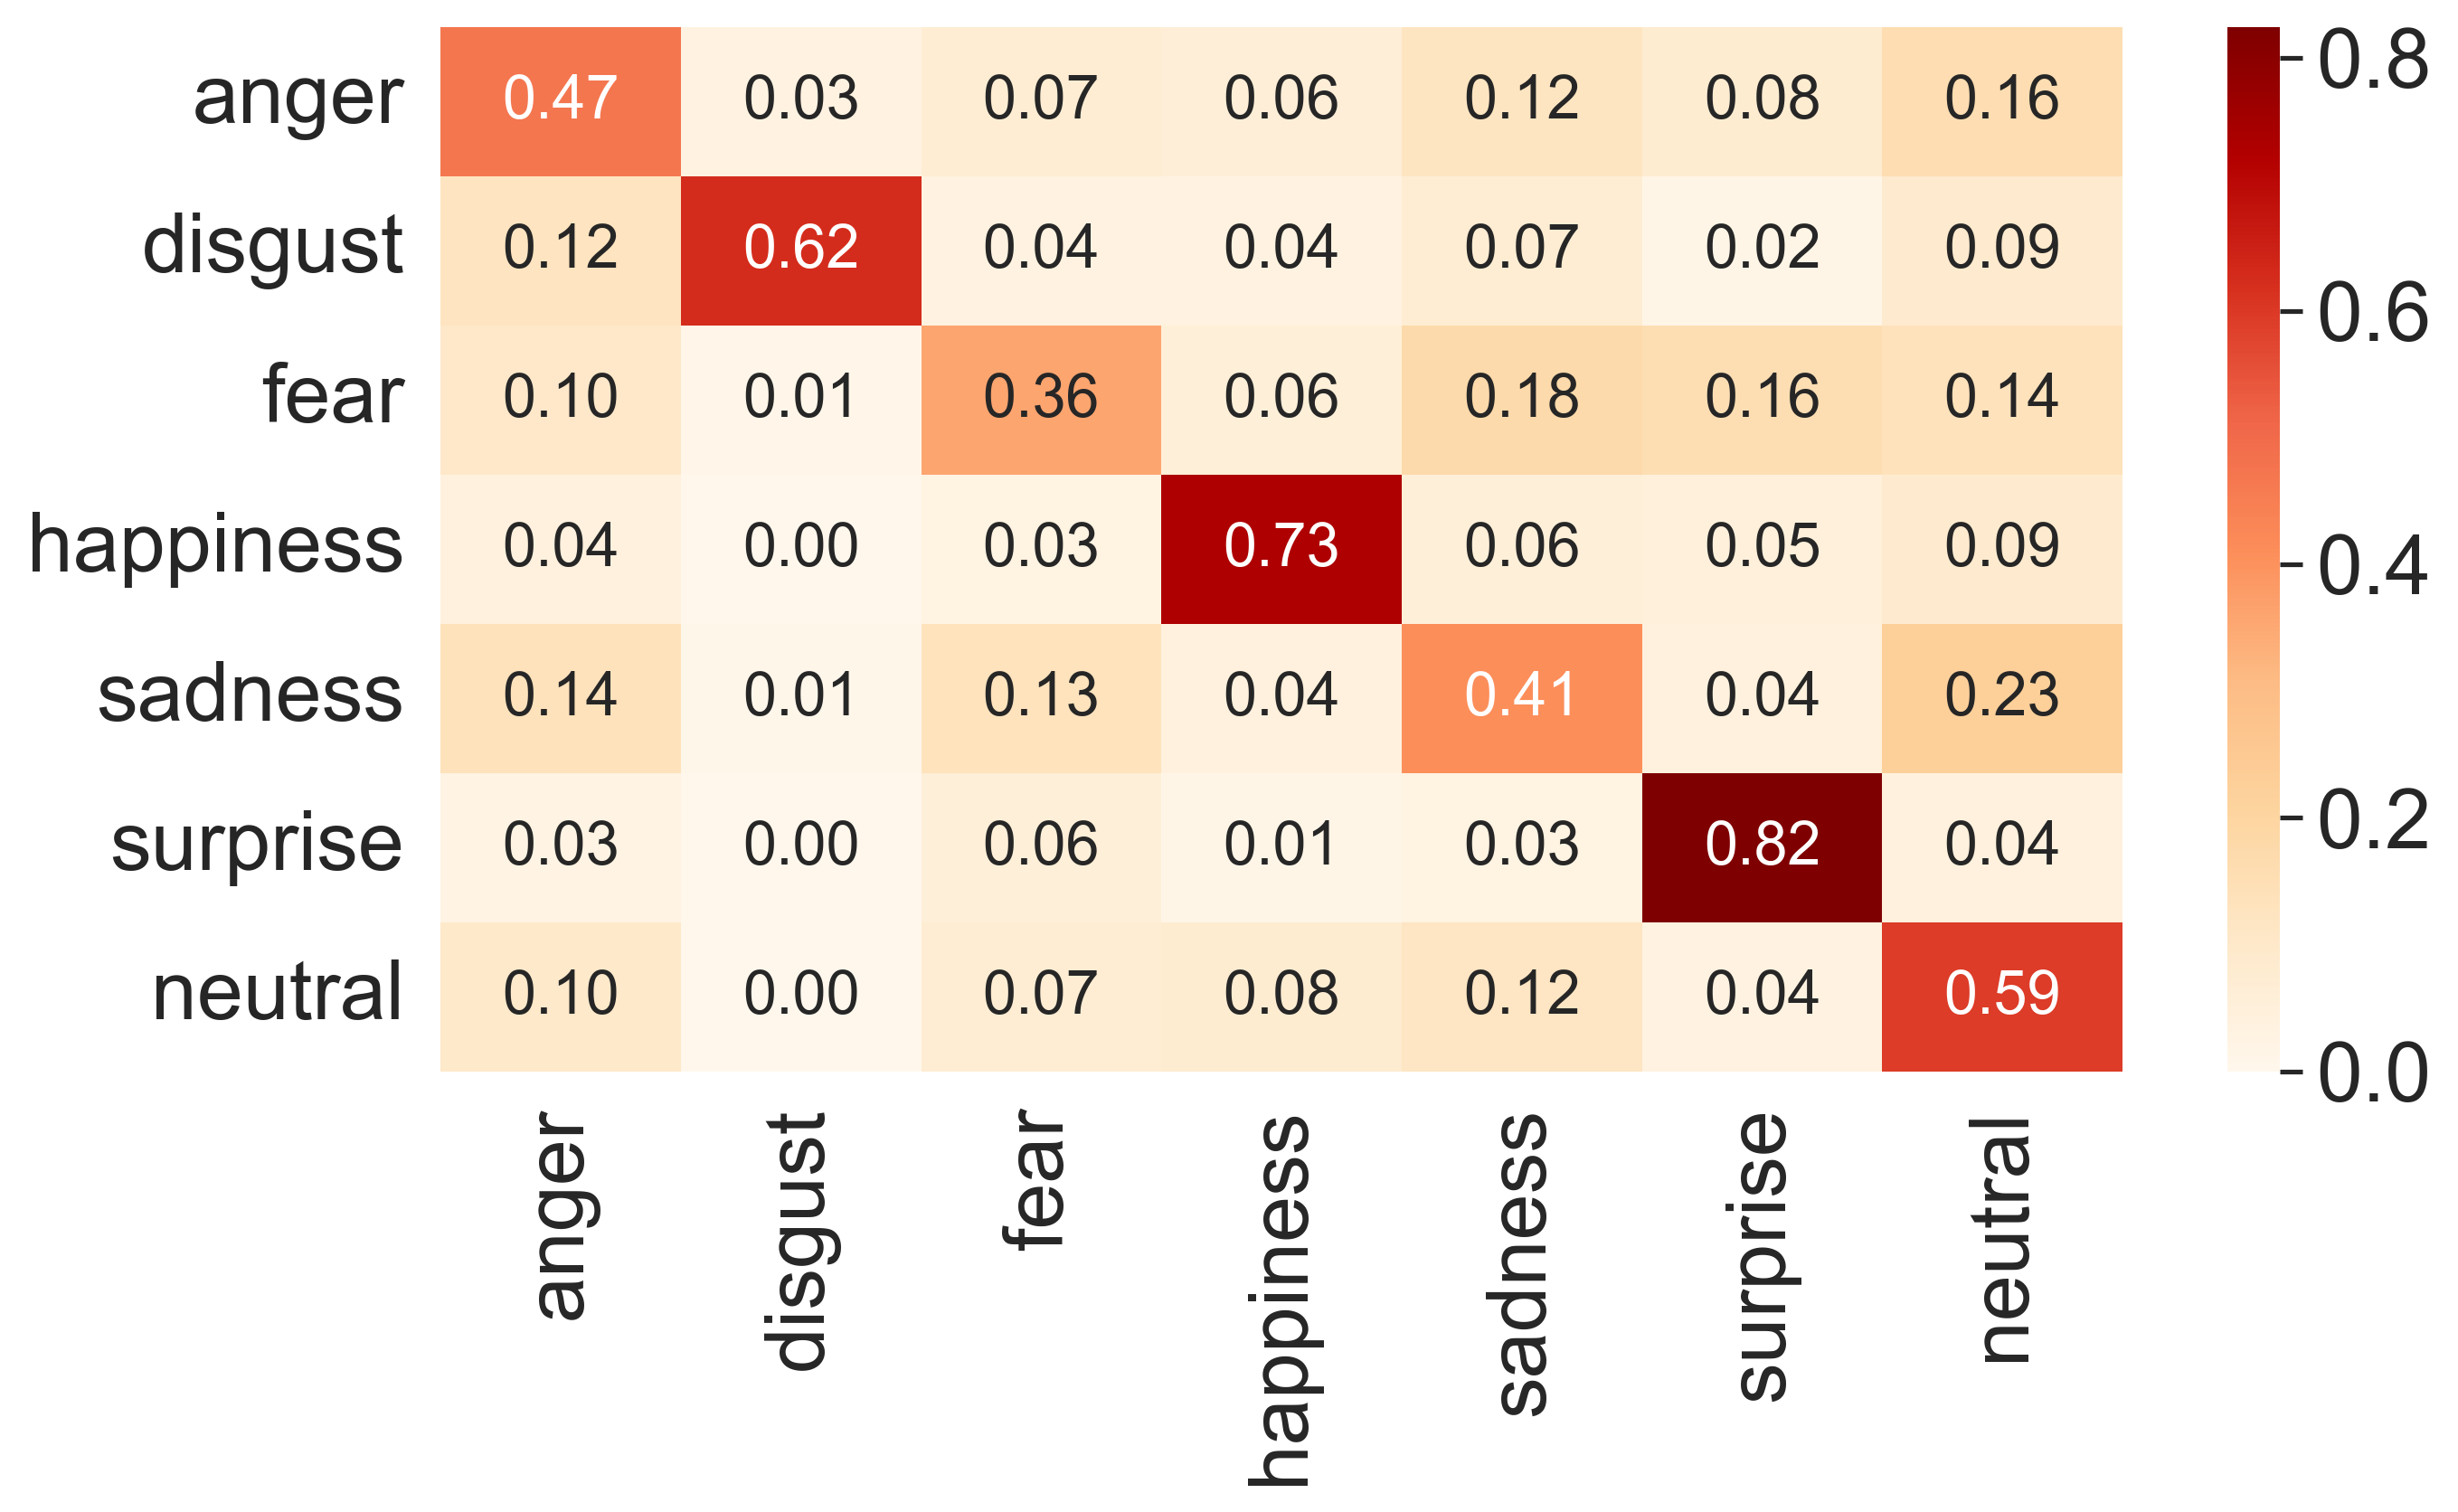 anger 0.47 0.03 0.07 0.06 0.12 0.08 0.16
disgust 0.12 0.62 0.04 0.04 0.07 0.02 0.09
fear 0.10 0.01 0.36 0.06 0.18 0.16 0.14
happiness 0.04 0.00 0.03 0.73 0.06 0.05 0.09
sadness 0.14 0.01 0.13 0.04 0.41 0.04 0.23
surprise 0.03 0.00 0.06 0.01 0.03 0.82 0.04
neutral 0.10 0.00 0.07 0.08 0.12 0.04 0.59
anger disgust fear happiness sadness surprise neutral
0.8
0.6
0.4
0.2
0.0